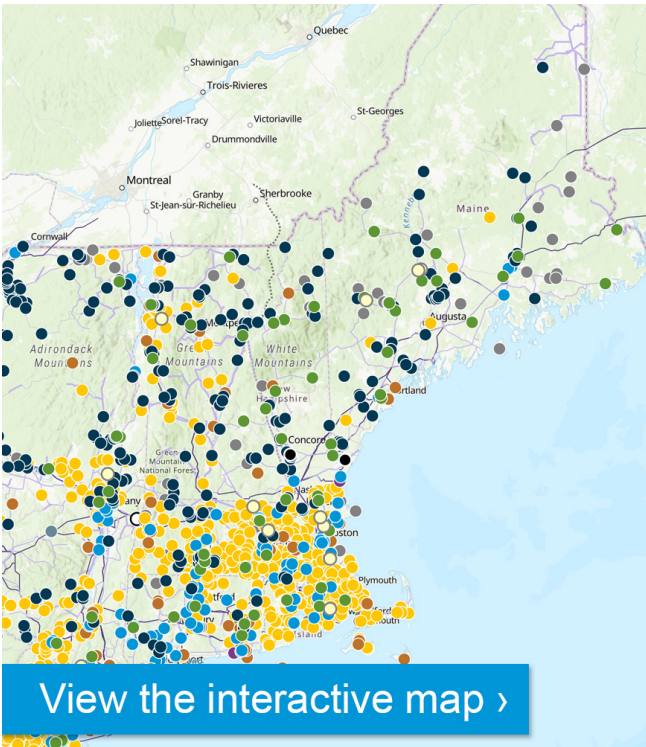 Quebec
Shawinigan
Trois-Rivieres
St-Georges
Joliette
Sorel-Tracy
Victoriaville
Drummondville
Montreal
Granby
Sherbrooke
St-Jean-sur-Richelieu
Maine
Cornwall
Augusta
Adirondack
Mountains
White
Mountains
Mountains
Hampshire
Concord
Green
Mountain
National Forest
Plymouth
View the interactive map ›